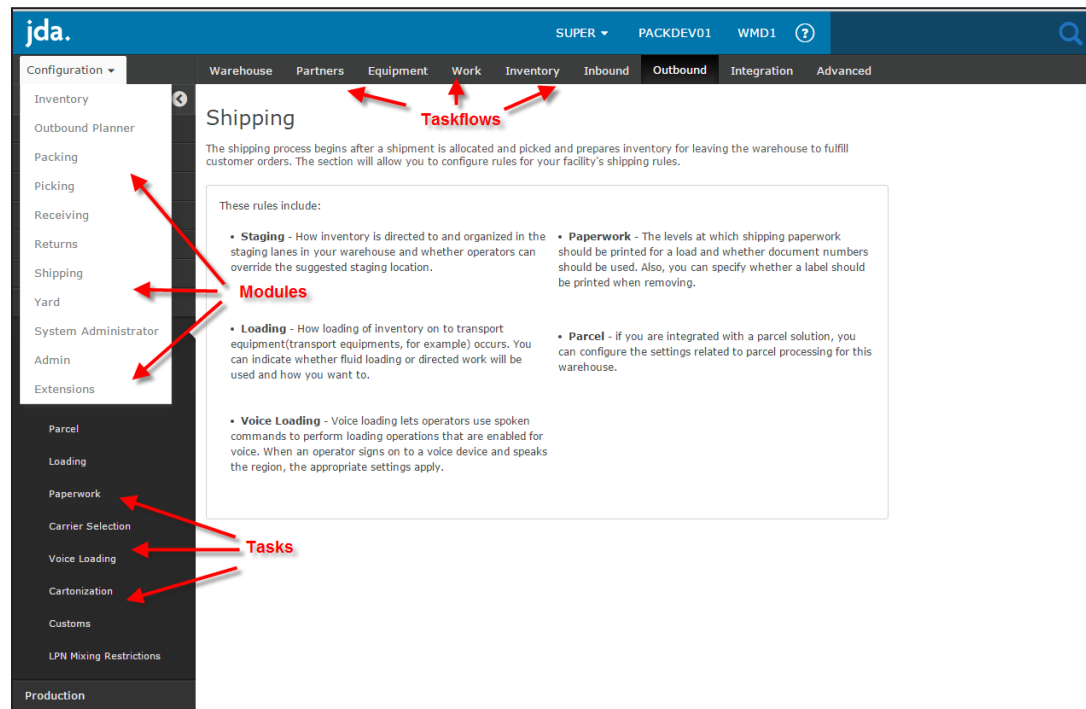 jda.
SUPER PACKDEV01 WMD1 ?
Configuration Warehouse Partners Equipment Work Inventory Inbound Outbound Integration Advanced
Inventory
Outbound Planner
Packing
Picking
Receiving
Returns
Shipping
Yard
System Administrator
Admin
Extensions
Parcel
Loading
Paperwork
Carrier Selection
Voice Loading
Cartonization
Customs
LPN Mixing Restrictions
Production
Taskflows
Modules
Tasks
Shipping
The shipping process begins after a shipment is allocated and picked and prepares inventory for leaving the warehouse to fulfill
customer orders. The section will allow you to configure rules for your facility's shipping rules.
These rules include:
• Staging - How inventory is directed to and organized in the
staging lanes in your warehouse and whether operators can
override the suggested staging location.
• Loading - How loading of inventory on to transport
equipment(transport equipments, for example) occurs. You
can indicate whether fluid loading or directed work will be
used and how you want to.
• Voice Loading - Voice loading lets operators use spoken
commands to perform loading operations that are enabled for
voice. When an operator signs on to a voice device and speaks
the region, the appropriate settings apply.
• Paperwork - The levels at which shipping paperwork
should be printed for a load and whether document numbers
should be used. Also, you can specify whether a label should
be printed when removing.
• Parcel - if you are integrated with a parcel solution, you
can configure the settings related to parcel processing for this
warehouse.